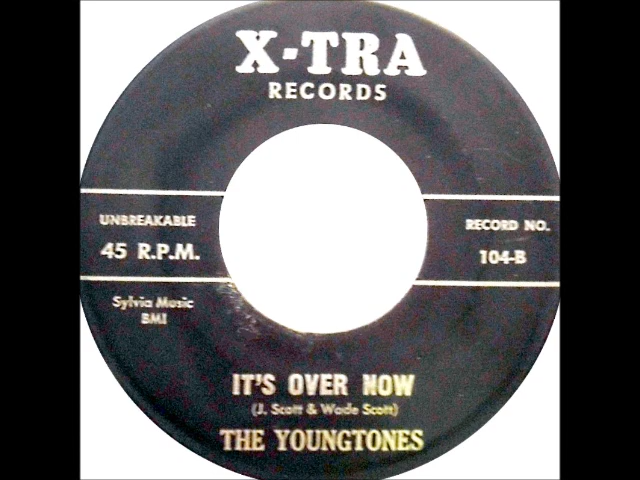 X-TRA
RECORDS
UNBREAKABLE
45 R.P.M.
RECORD NO.
104-B
Sylvia Music
BMI
IT'S OVER NOW
(J. Scott & Wade Scott)
THE YOUNGTONES